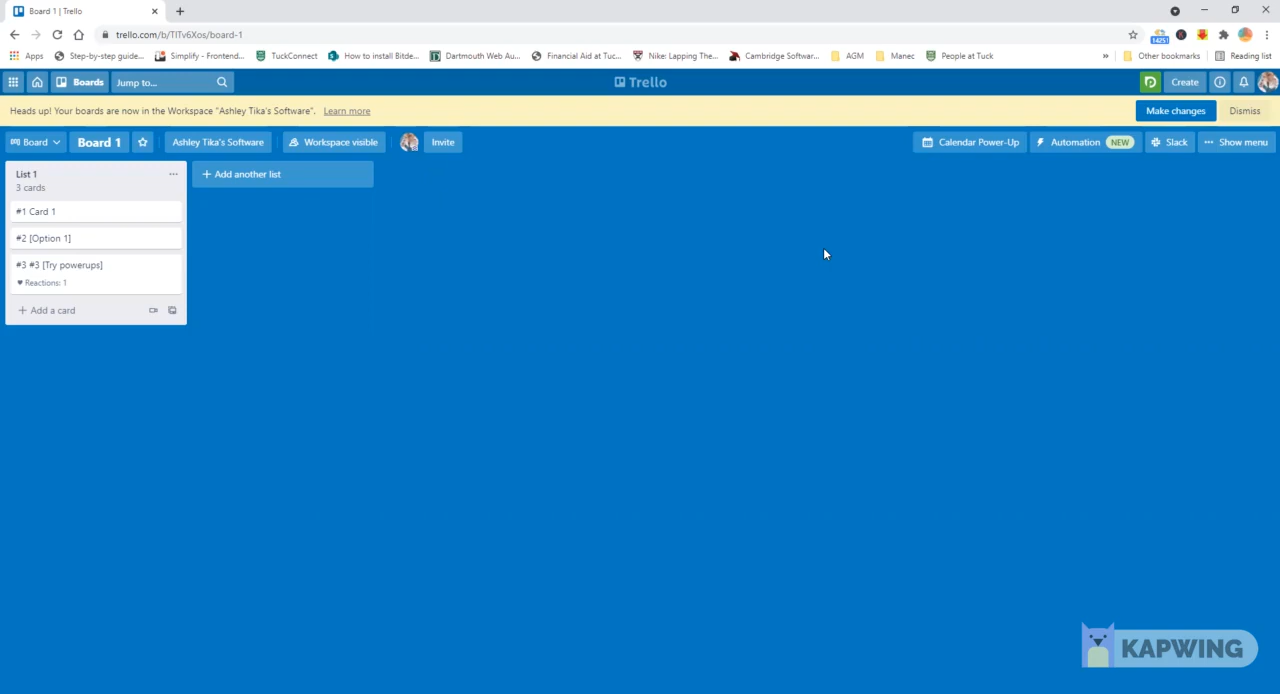 Board 1 | Trello
trello.com/b/TITv6Xos/board-1
Apps Step-by-step guide... Simplify - Frontend... TuckConnect How to install Bitde... Dartmouth Web Au... Financial Aid at Tuc... Nike: Lapping The... Cambridge Softwar... AGM Manec People at Tuck » Other bookmarks Reading list
Boards Jump to... Trello Create
Heads up! Your boards are now in the Workspace "Ashley Tika's Software". Learn more Make changes Dismiss
Board Board 1 Ashley Tika's Software Workspace visible Invite Calendar Power-Up Automation NEW Slack ··· Show menu
List 1 ···
3 cards
+ Add another list
#1 Card 1
#2 [Option 1]
#3 #3 [Try powerups]
♥ Reactions: 1
+ Add a card
KAPWING